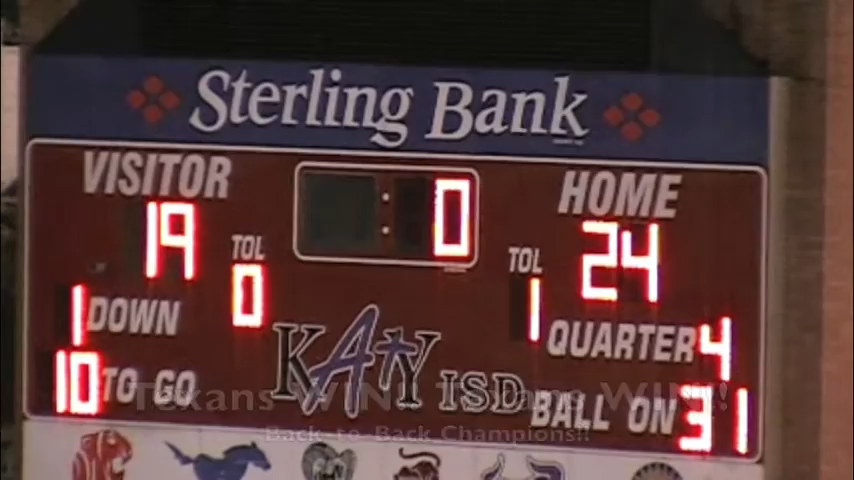 Sterling Bank
VISITOR : 0 HOME
19 TOL 0 TOL 1 24
1 DOWN QUARTER 4
10 TO GO KATY ISD BALL ON 31
Texans WIN!! Texans WIN!!
Back-to-Back Champions!!